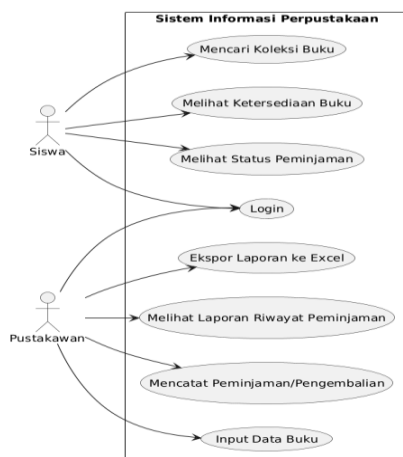 Sistem Informasi Perpustakaan
Mencari Koleksi Buku
Melihat Ketersediaan Buku
Siswa
Melihat Status Peminjaman
Login
Ekspor Laporan ke Excel
Pustakawan
Melihat Laporan Riwayat Peminjaman
Mencatat Peminjaman/Pengembalian
Input Data Buku